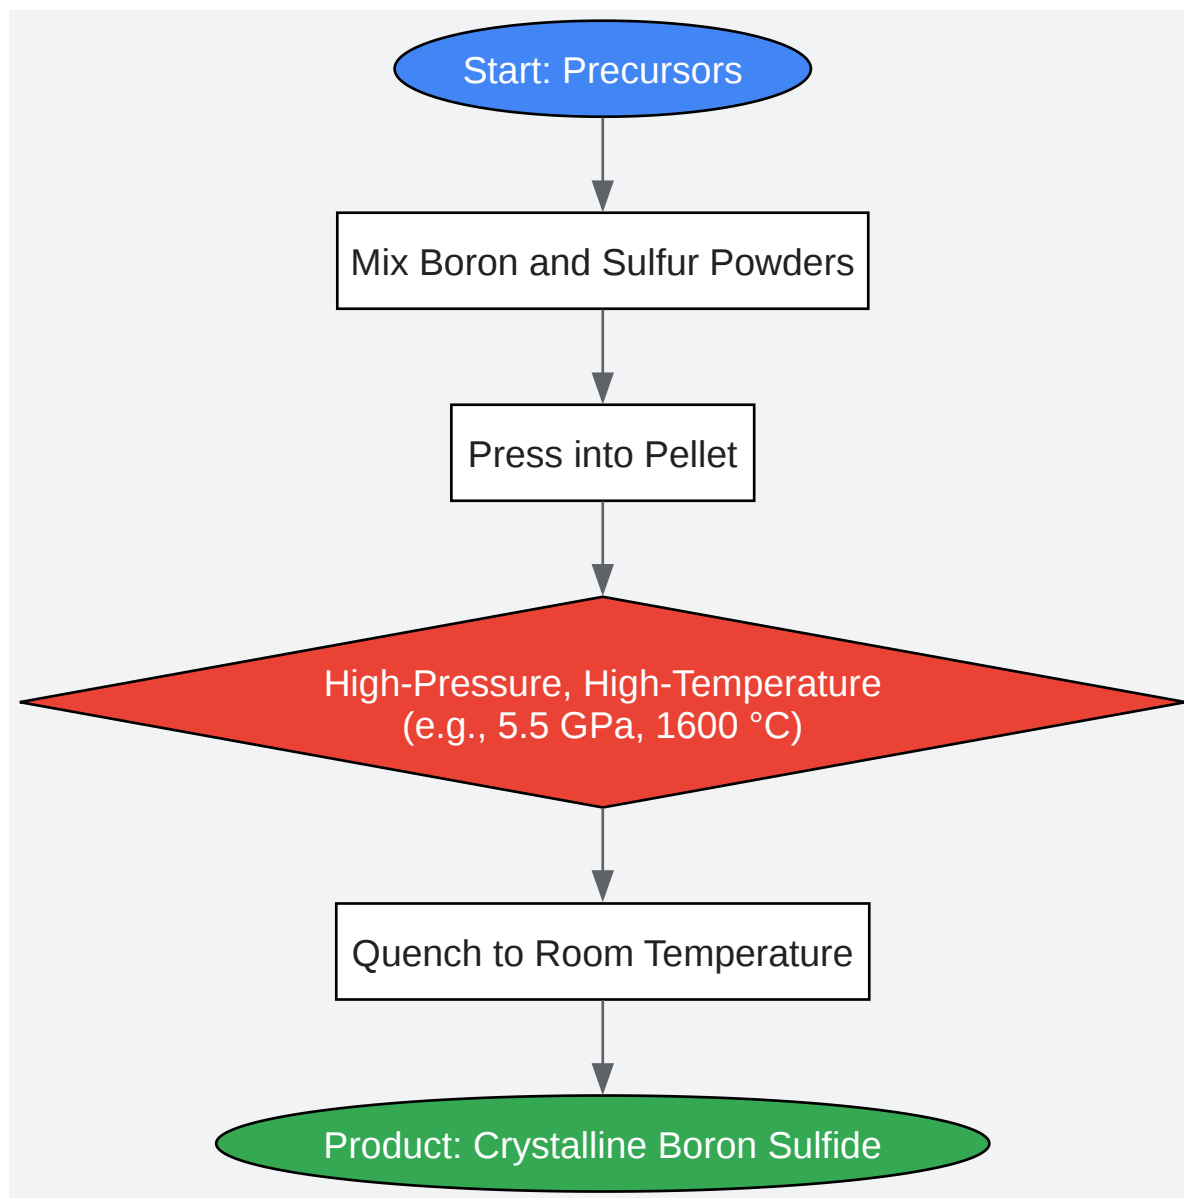 Start: Precursors
Mix Boron and Sulfur Powders
Press into Pellet
High-Pressure, High-Temperature
(e.g., 5.5 GPa, 1600 °C)
Quench to Room Temperature
Product: Crystalline Boron Sulfide